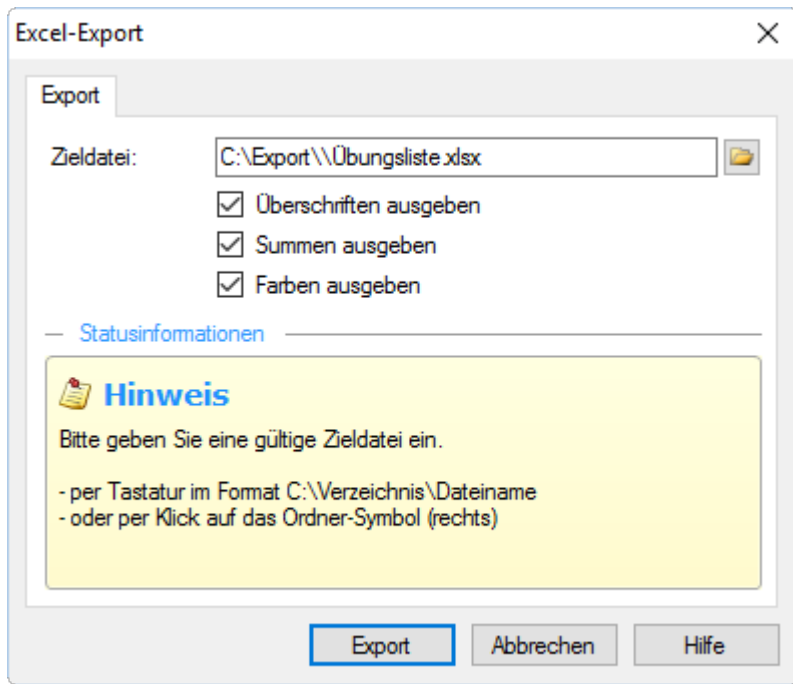 Excel-Export
Export
Zieldatei: C:\Export\\Übungsliste.xlsx
Überschriften ausgeben
Summen ausgeben
Farben ausgeben
Statusinformationen
Hinweis
Bitte geben Sie eine gültige Zieldatei ein.
- per Tastatur im Format C:\Verzeichnis\Dateiname
- oder per Klick auf das Ordner-Symbol (rechts)
Export Abbrechen Hilfe